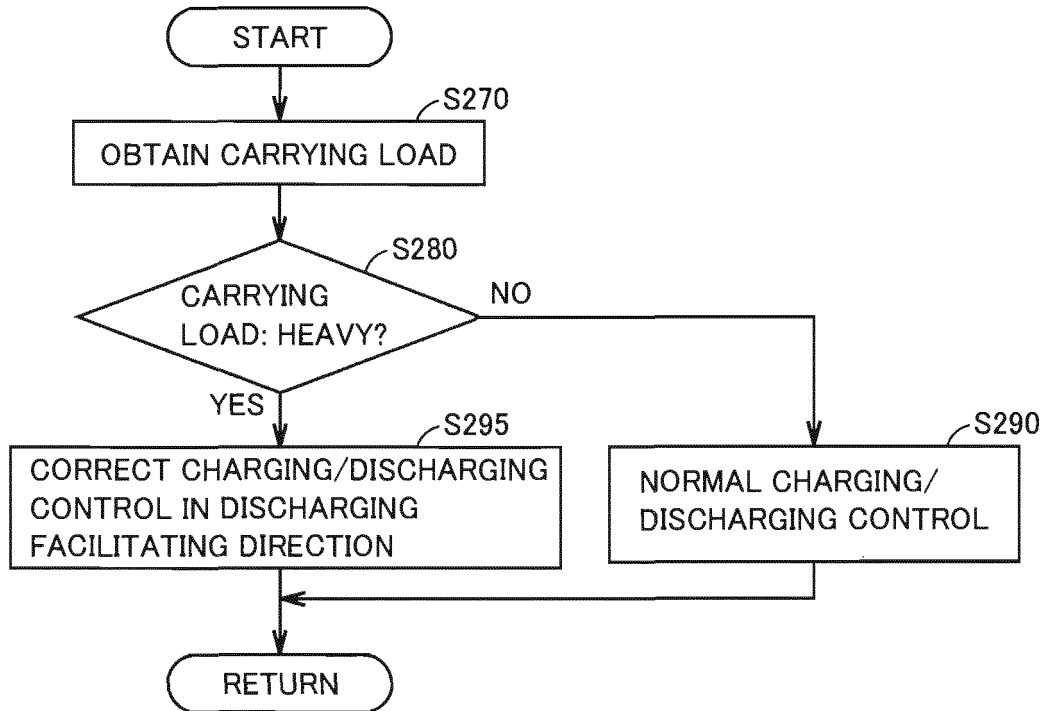 START
S270
OBTAIN CARRYING LOAD
S280
CARRYING
LOAD: HEAVY?
NO
YES
S295
CORRECT CHARGING/DISCHARGING
CONTROL IN DISCHARGING
FACILITATING DIRECTION
S290
NORMAL CHARGING/
DISCHARGING CONTROL
RETURN